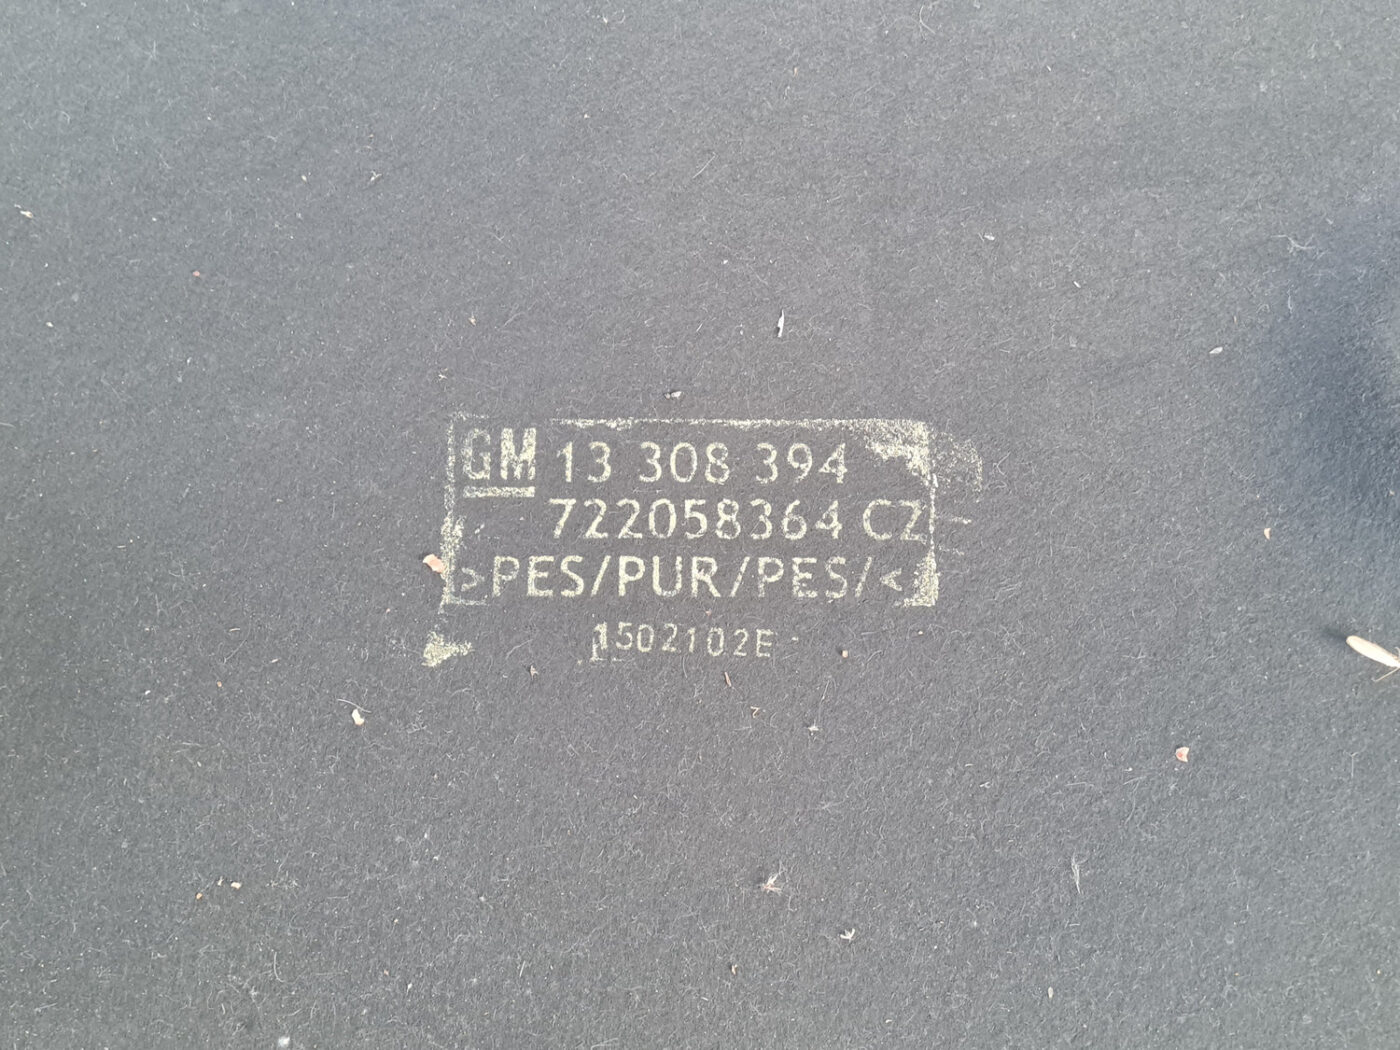 GM 13 308 394
722058364 CZ
>PES/PUR/PES/<
1502102E